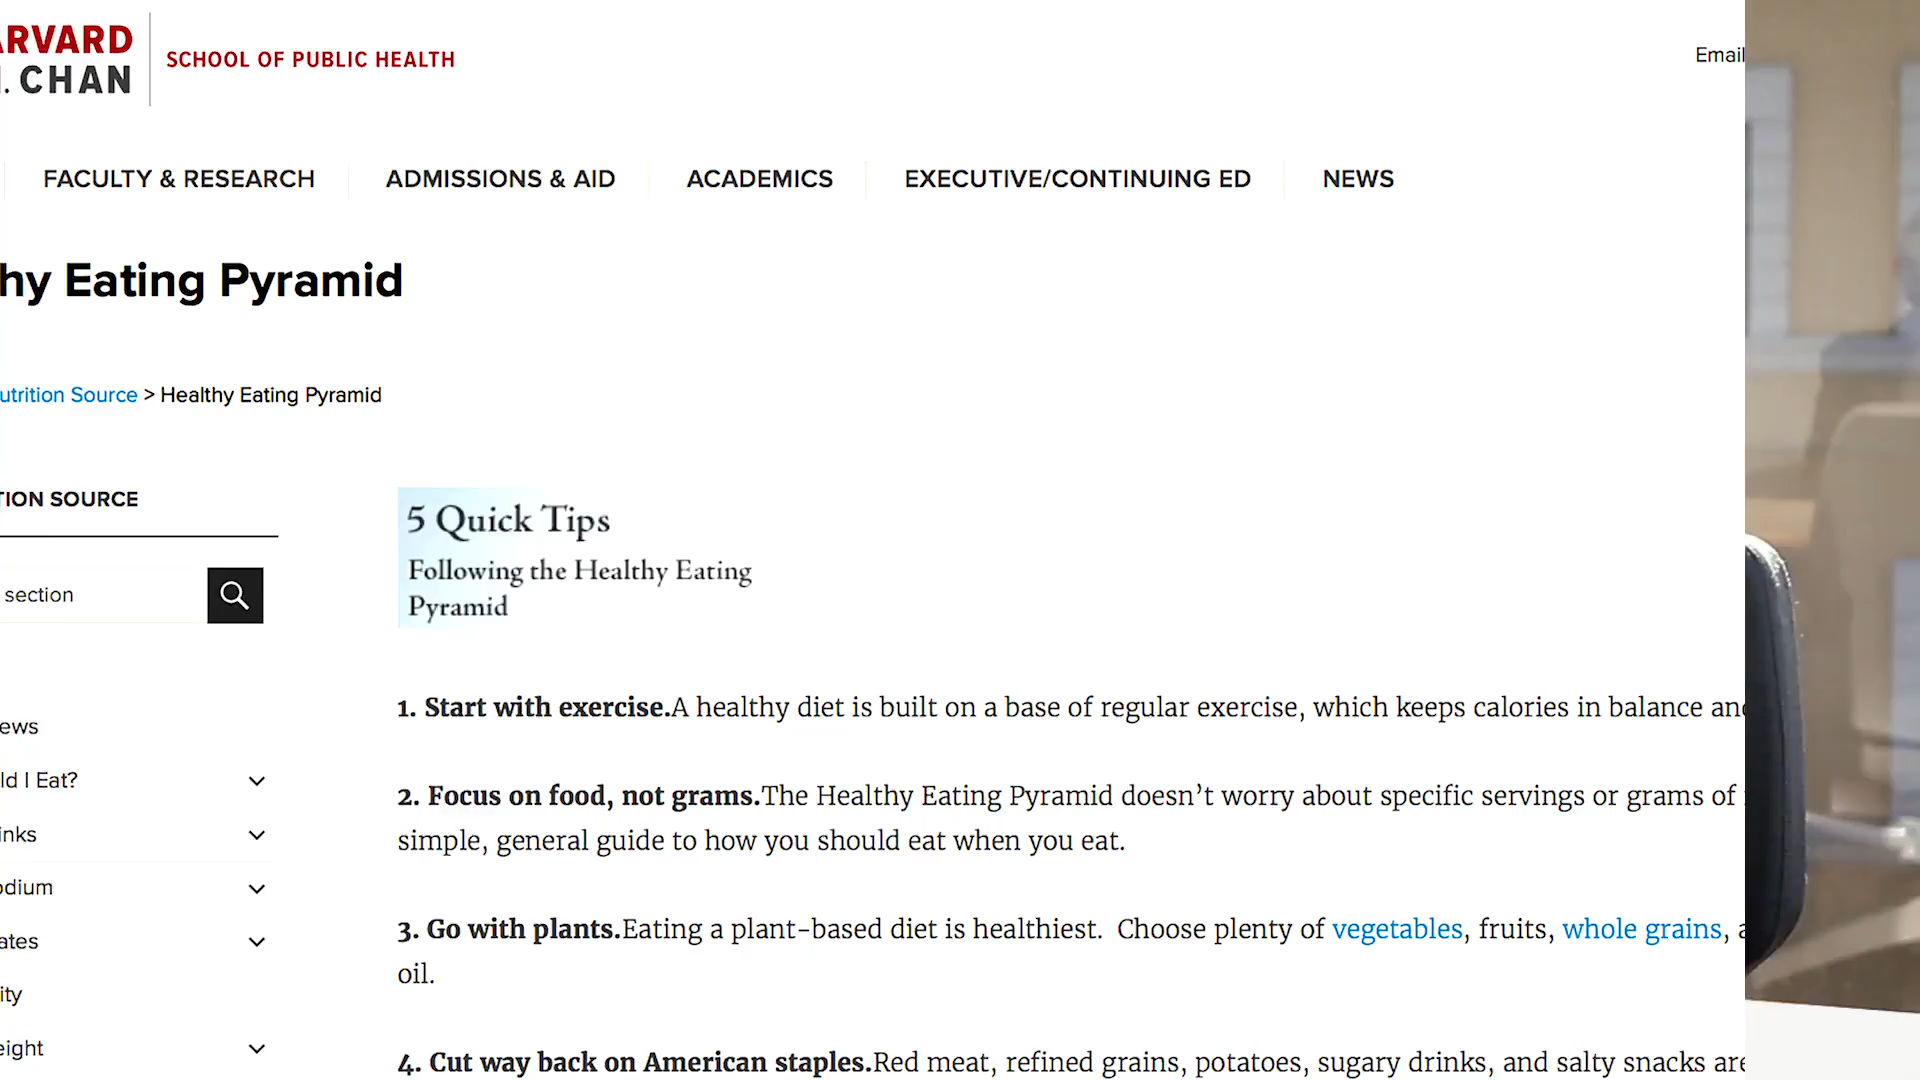 ARVARD
. CHAN
SCHOOL OF PUBLIC HEALTH
Email
FACULTY & RESEARCH
ADMISSIONS & AID
ACADEMICS
EXECUTIVE/CONTINUING ED
NEWS
hy Eating Pyramid
utrition Source > Healthy Eating Pyramid
TION SOURCE
section
ews
ld I Eat?
inks
odium
ates
ity
eight
5 Quick Tips
Following the Healthy Eating
Pyramid
1. Start with exercise.A healthy diet is built on a base of regular exercise, which keeps calories in balance and
2. Focus on food, not grams.The Healthy Eating Pyramid doesn’t worry about specific servings or grams of
simple, general guide to how you should eat when you eat.
3. Go with plants.Eating a plant-based diet is healthiest. Choose plenty of vegetables, fruits, whole grains,
oil.
4. Cut way back on American staples.Red meat, refined grains, potatoes, sugary drinks, and salty snacks are